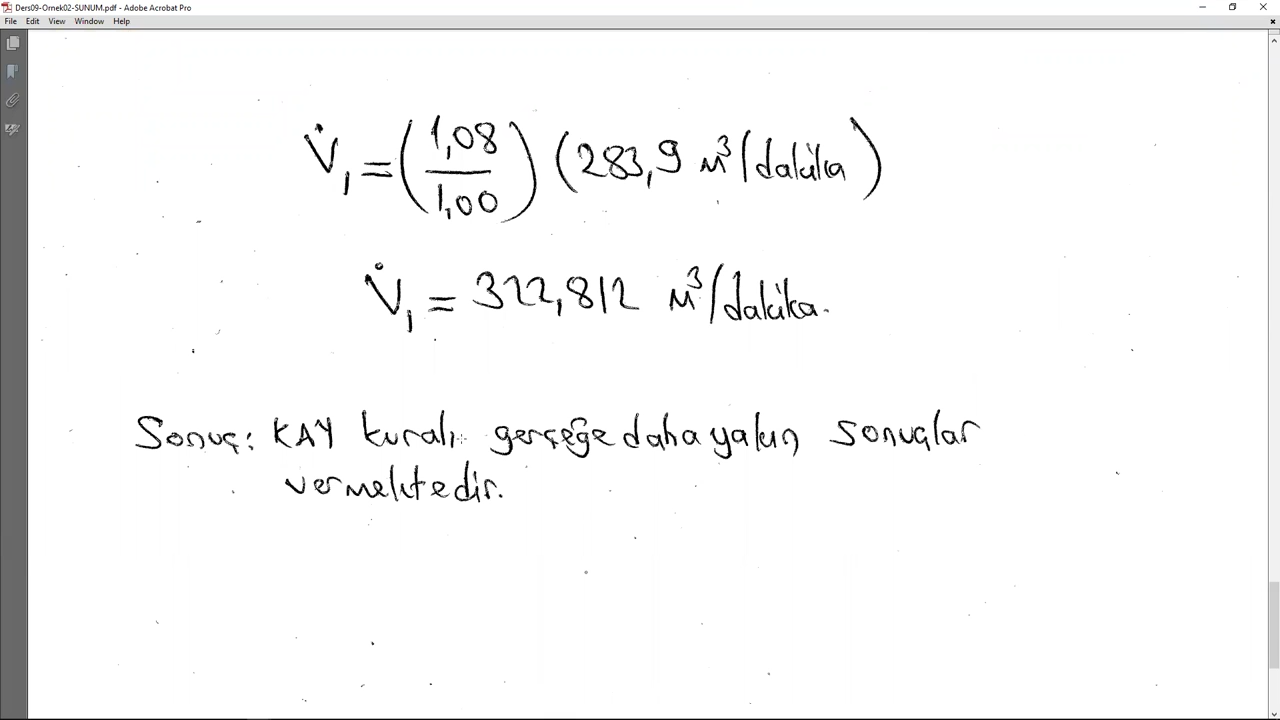 Ders09-Ornek02-SUNUM.pdf - Adobe Acrobat Pro
File Edit View Window Help
V̇₁ = (1,08/1,00) (283,9 m³/dakika)
V̇₁ = 322,812 m³/dakika.
Sonuç: KAY kuralı gerçeğe daha yakın sonuçlar
vermektedir.